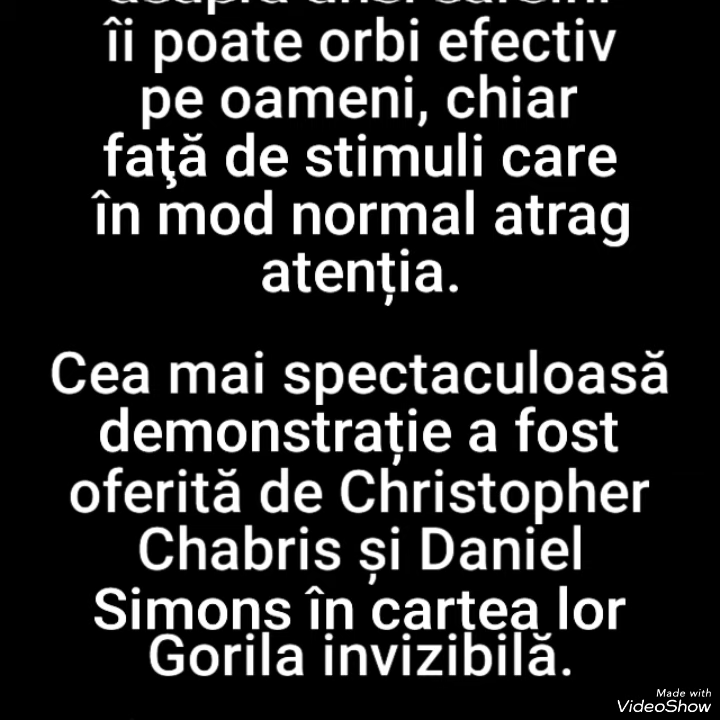 îi poate orbi efectiv
pe oameni, chiar
faţă de stimuli care
în mod normal atrag
atenția.
Cea mai spectaculoasă
demonstrație a fost
oferită de Christopher
Chabris și Daniel
Simons în cartea lor
Gorila invizibilă.
Made with
VideoShow